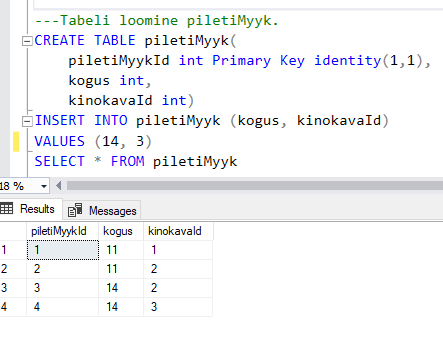 ---Tabeli loomine piletiMyyk.
CREATE TABLE piletiMyyk(
piletiMyykId int Primary Key identity(1,1),
kogus int,
kinokavaId int)
INSERT INTO piletiMyyk (kogus, kinokavaId)
VALUES (14, 3)
SELECT * FROM piletiMyyk
18 %
Results Messages
piletiMyykId kogus kinokavaId
1 1 11 1
2 2 11 2
3 3 14 2
4 4 14 3